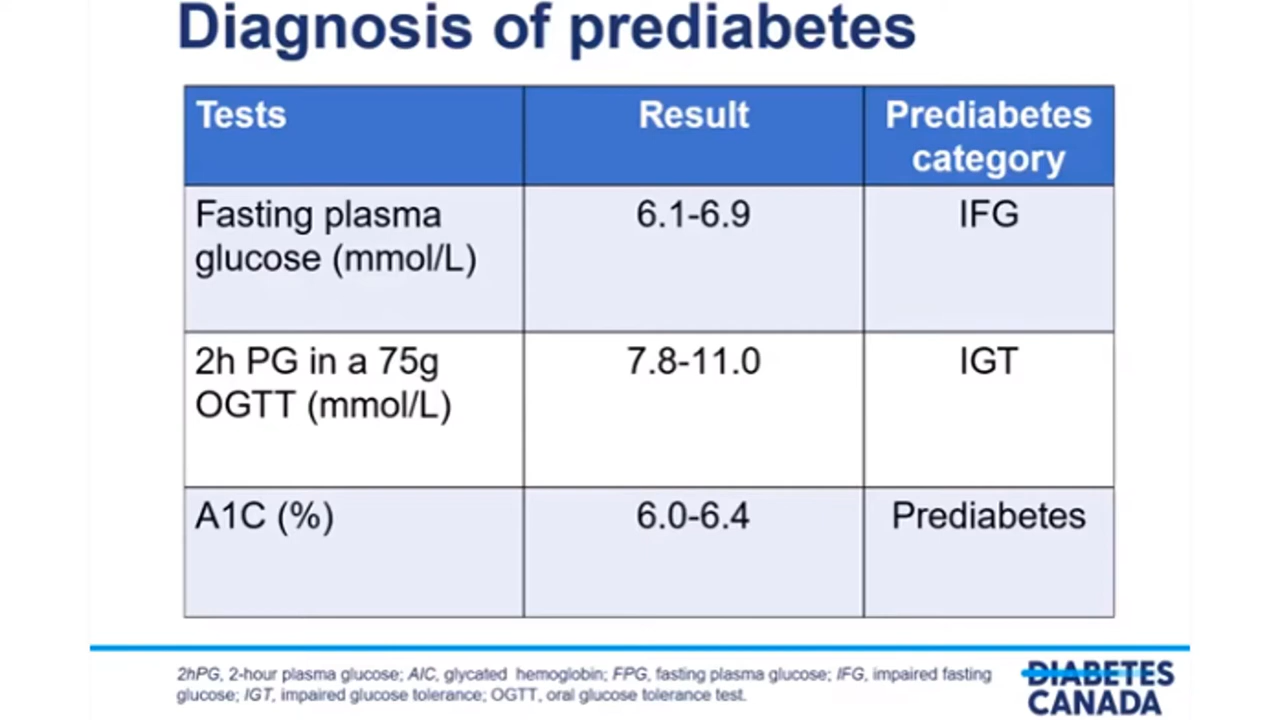 Diagnosis of prediabetes
Tests Result Prediabetes category
Fasting plasma glucose (mmol/L) 6.1-6.9 IFG
2h PG in a 75g OGTT (mmol/L) 7.8-11.0 IGT
A1C (%) 6.0-6.4 Prediabetes
2hPG, 2-hour plasma glucose; AIC, glycated hemoglobin; FPG, fasting plasma glucose; IFG, impaired fasting
glucose; IGT, impaired glucose tolerance; OGTT, oral glucose tolerance test.
DIABETES
CANADA